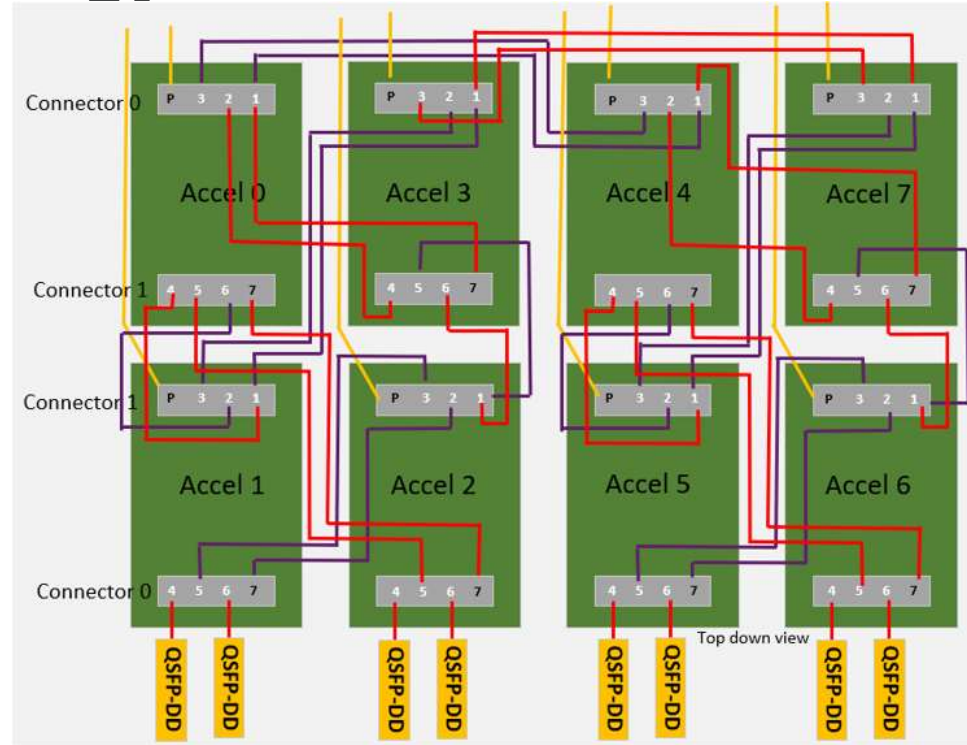 Connector 0
P 3 2 1
P 3 2 1
P 3 2 1
P 3 2 1
Accel 0
Accel 3
Accel 4
Accel 7
Connector 1
4 5 6 7
4 5 6 7
4 5 6 7
4 5 6 7
Connector 1
P 3 2 1
P 3 2 1
P 3 2 1
P 3 2 1
Accel 1
Accel 2
Accel 5
Accel 6
Connector 0
4 5 6 7
4 5 6 7
4 5 6 7
4 5 6 7
Top down view
QSFP-DD
QSFP-DD
QSFP-DD
QSFP-DD
QSFP-DD
QSFP-DD
QSFP-DD
QSFP-DD